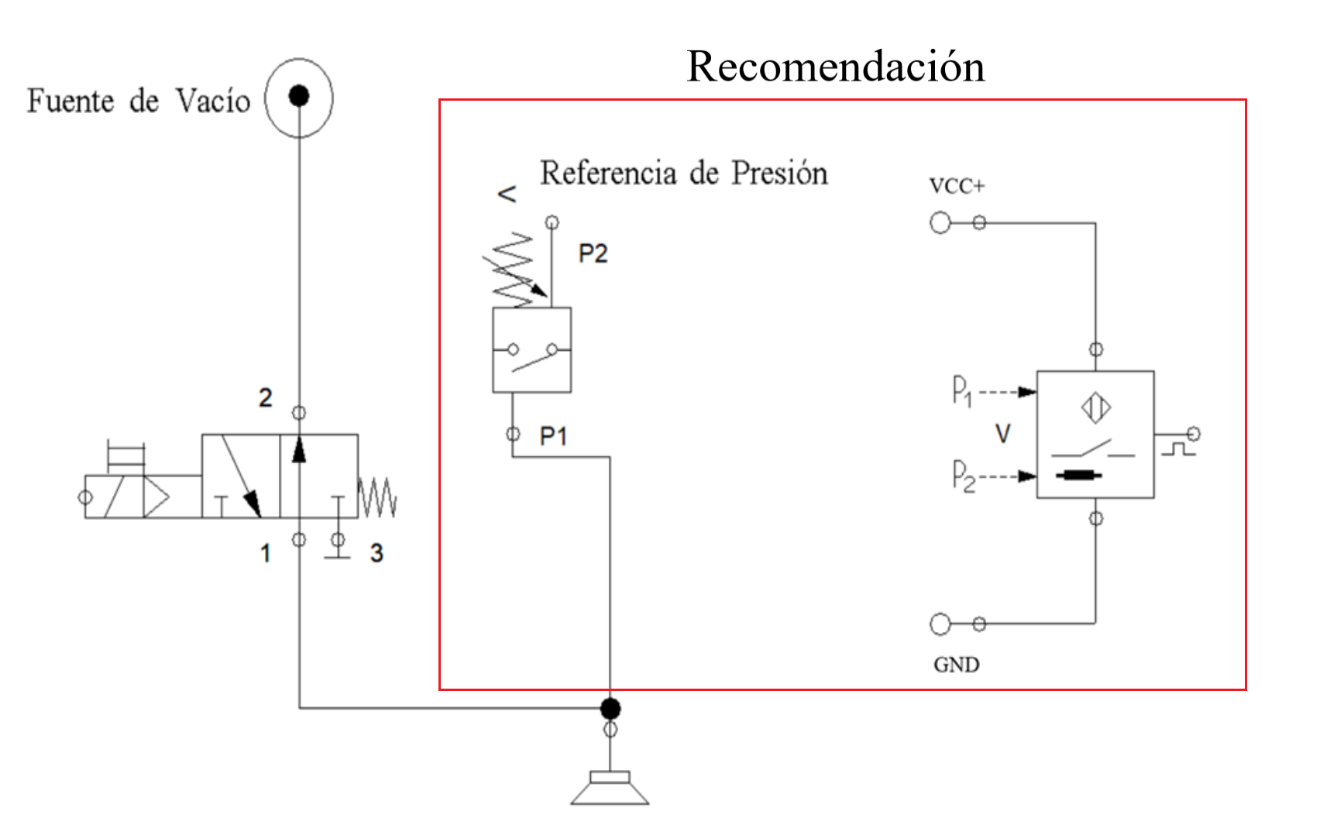 Recomendación
Fuente de Vacío
Referencia de Presión
<
VCC+
P2
P1
V
P2
P1
2
1
3
GND